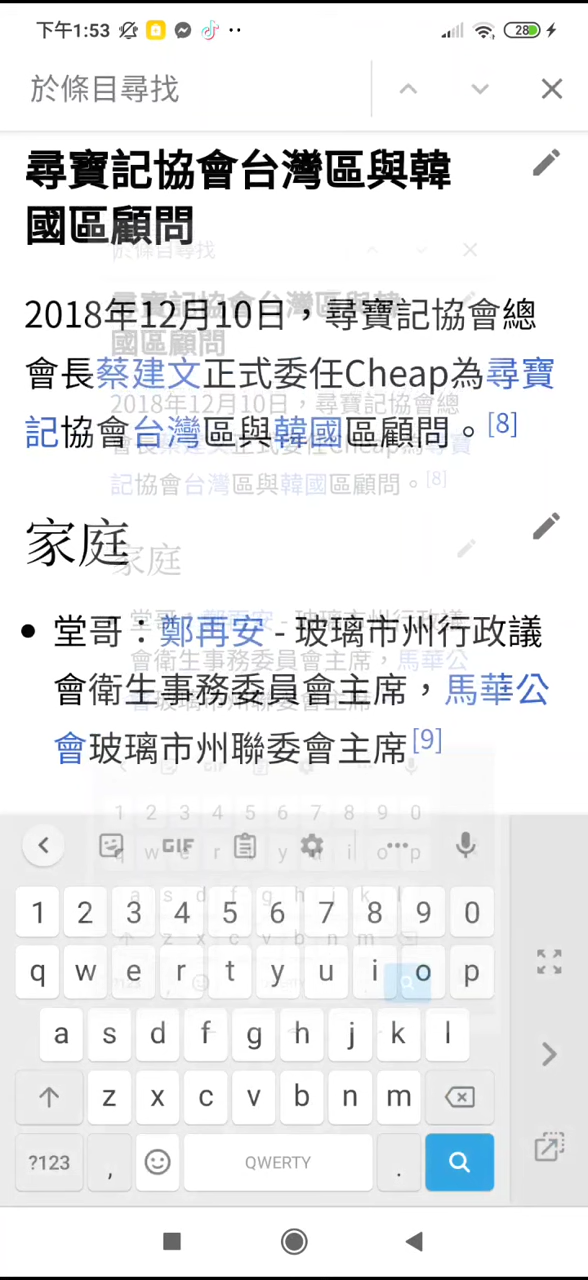 下午1:53
28
於條目尋找
尋寶記協會台灣區與韓
國區顧問
2018年12月10日，尋寶記協會總
會長蔡建文正式委任Cheap為尋寶
記協會台灣區與韓國區顧問。[8]
家庭
堂哥：鄭再安 - 玻璃市州行政議
會衛生事務委員會主席，馬華公
會玻璃市州聯委會主席[9]
GIF
1 2 3 4 5 6 7 8 9 0
q w e r t y u i o p
a s d f g h j k l
z x c v b n m
?123 , QWERTY .